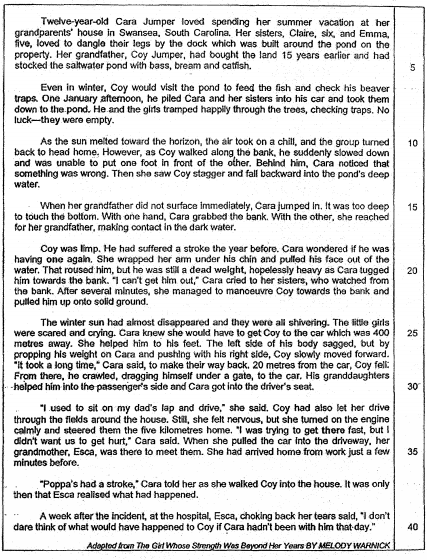 Twelve-year-old Cara Jumper loved spending her summer vacation at her
grandparents' house in Swansea, South Carolina. Her sisters, Claire, six, and Emma,
five, loved to dangle their legs by the dock which was built around the pond on the
property. Her grandfather, Coy Jumper, had bought the land 15 years earlier and had
stocked the saltwater pond with bass, bream and catfish. 5
Even in winter, Coy would visit the pond to feed the fish and check his beaver
traps. One January afternoon, he piled Cara and her sisters into his car and took them
down to the pond. He and the girls tramped happily through the trees, checking traps. No
luck—they were empty.
As the sun melted toward the horizon, the air took on a chill, and the group turned 10
back to head home. However, as Coy walked along the bank, he suddenly slowed down
and was unable to put one foot in front of the other. Behind him, Cara noticed that
something was wrong. Then she saw Coy stagger and fall backward into the pond's deep
water.
When her grandfather did not surface immediately, Cara jumped in. It was too deep 15
to touch the bottom. With one hand, Cara grabbed the bank. With the other, she reached
for her grandfather, making contact in the dark water.
Coy was limp. He had suffered a stroke the year before. Cara wondered if he was
having one again. She wrapped her arm under his chin and pulled his face out of the
water. That roused him, but he was still a dead weight, hopelessly heavy as Cara tugged 20
him towards the bank. "I can't get him out," Cara cried to her sisters, who watched from
the bank. After several minutes, she managed to manoeuvre Coy towards the bank and
pulled him up onto solid ground.
The winter sun had almost disappeared and they were all shivering. The little girls
were scared and crying. Cara knew she would have to get Coy to the car which was 400 25
metres away. She helped him to his feet. The left side of his body sagged, but by
propping his weight on Cara and pushing with his right side, Coy slowly moved forward.
"It took a long time," Cara said, to make their way back. 20 metres from the car, Coy fell.
From there, he crawled, dragging himself under a gate, to the car. His granddaughters
helped him into the passenger's side and Cara got into the driver's seat. 30
"I used to sit on my dad's lap and drive," she said. Coy had also let her drive
through the fields around the house. Still, she felt nervous, but she turned on the engine
calmly and steered them the five kilometres home. "I was trying to get there fast, but I
didn't want us to get hurt," Cara said. When she pulled the car into the driveway, her
grandmother, Esca, was there to meet them. She had arrived home from work just a few 35
minutes before.
"Poppa's had a stroke," Cara told her as she walked Coy into the house. It was only
then that Esca realised what had happened.
A week after the incident, at the hospital, Esca, choking back her tears said, "I don't
dare think of what would have happened to Coy if Cara hadn't been with him that day." 40
Adapted from The Girl Whose Strength Was Beyond Her Years BY MELODY WARNICK